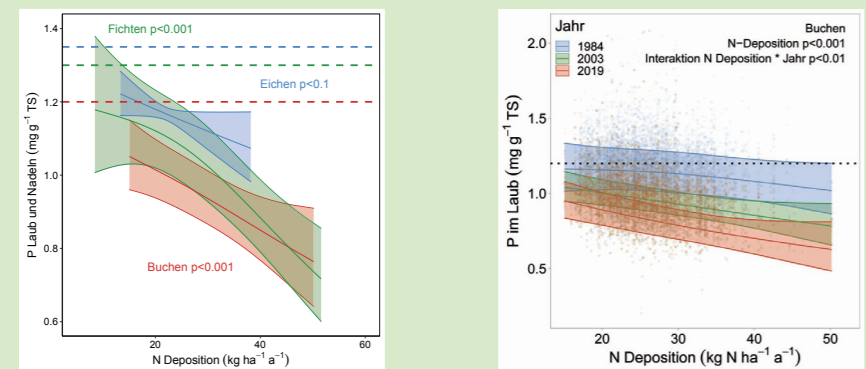 Fichten p<0.001
Eichen p<0.1
Buchen p<0.001
P Laub und Nadeln (mg g⁻¹ TS)
1.4
1.2
1.0
0.8
0.6
20
40
60
N Deposition (kg ha⁻¹ a⁻¹)
Jahr
1984
2003
2019
Buchen
N−Deposition p<0.001
Interaktion N Deposition * Jahr p<0.01
P im Laub (mg g⁻¹ TS)
2.0
1.5
1.0
0.5
20
30
40
50
N Deposition (kg N ha⁻¹ a⁻¹)